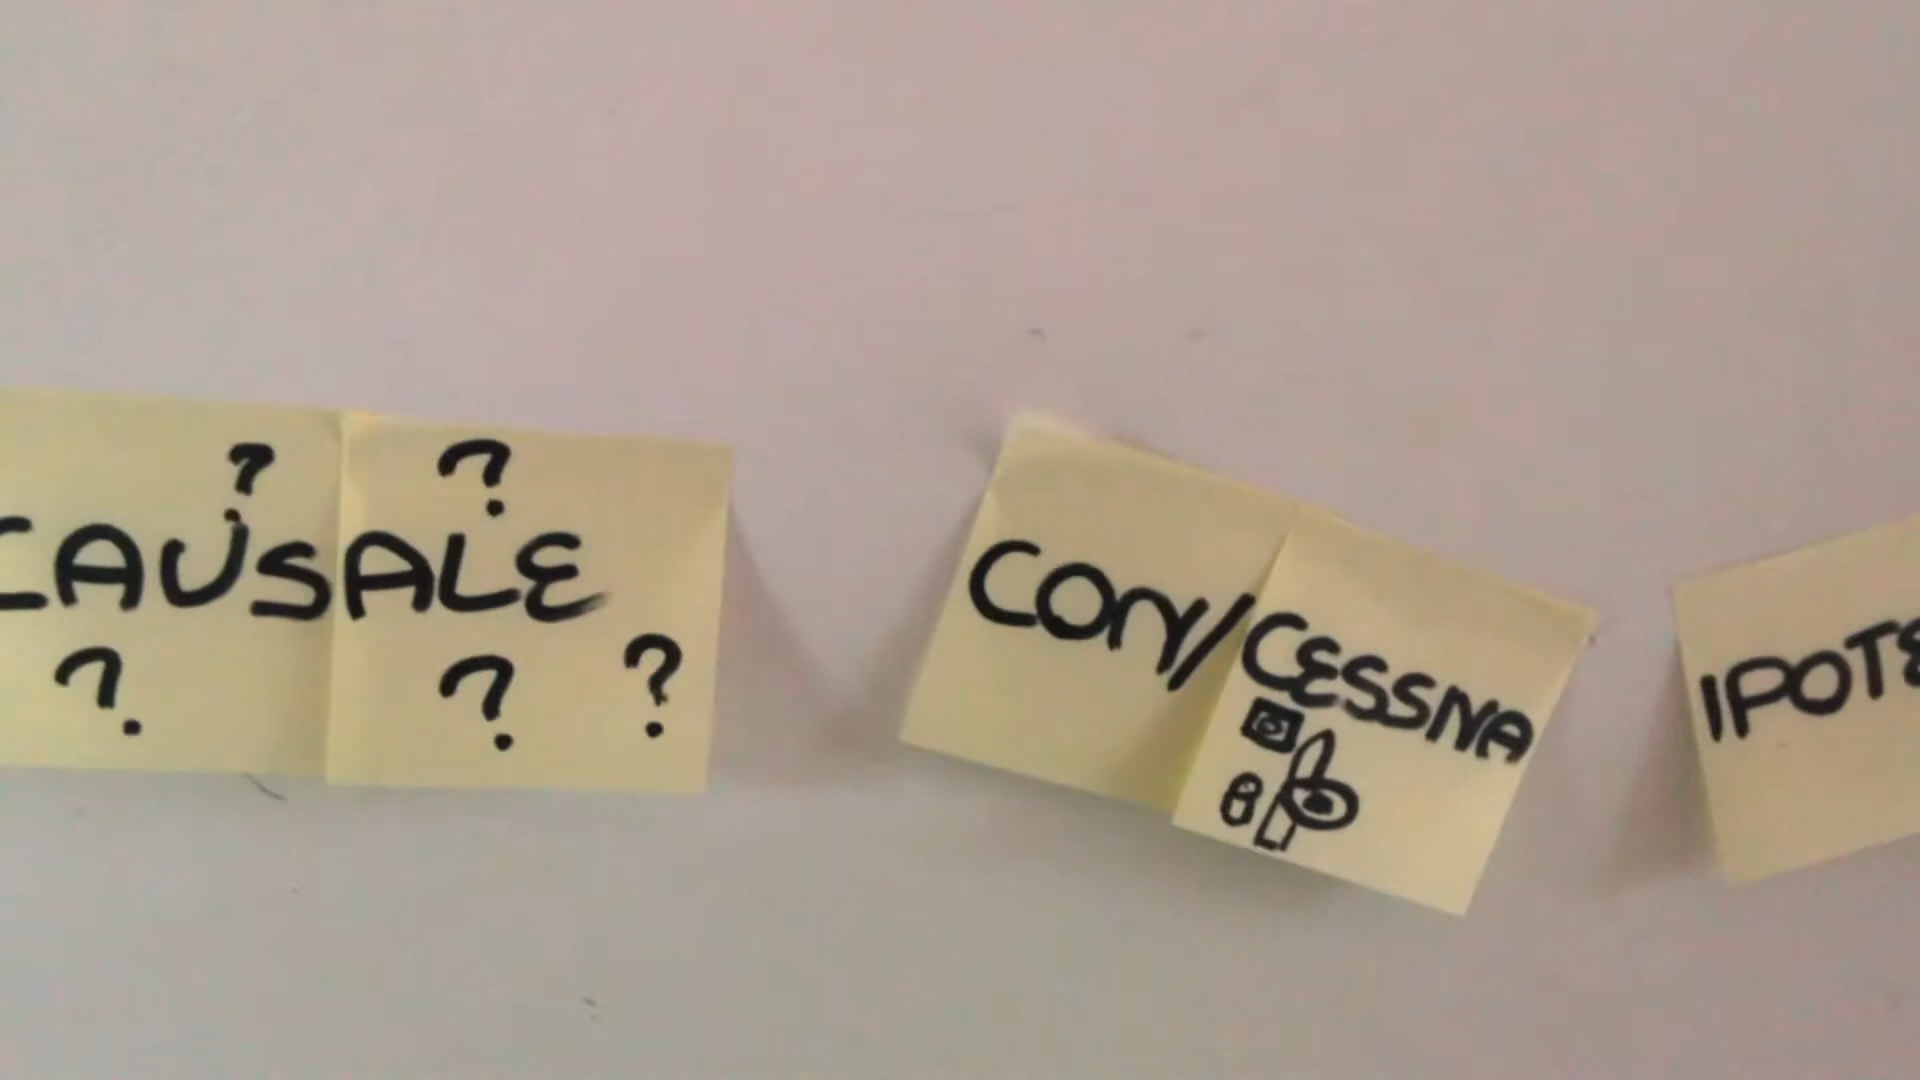 ? ?
CAUSALE
? ? ?
CON/CESSNA
IPOTE